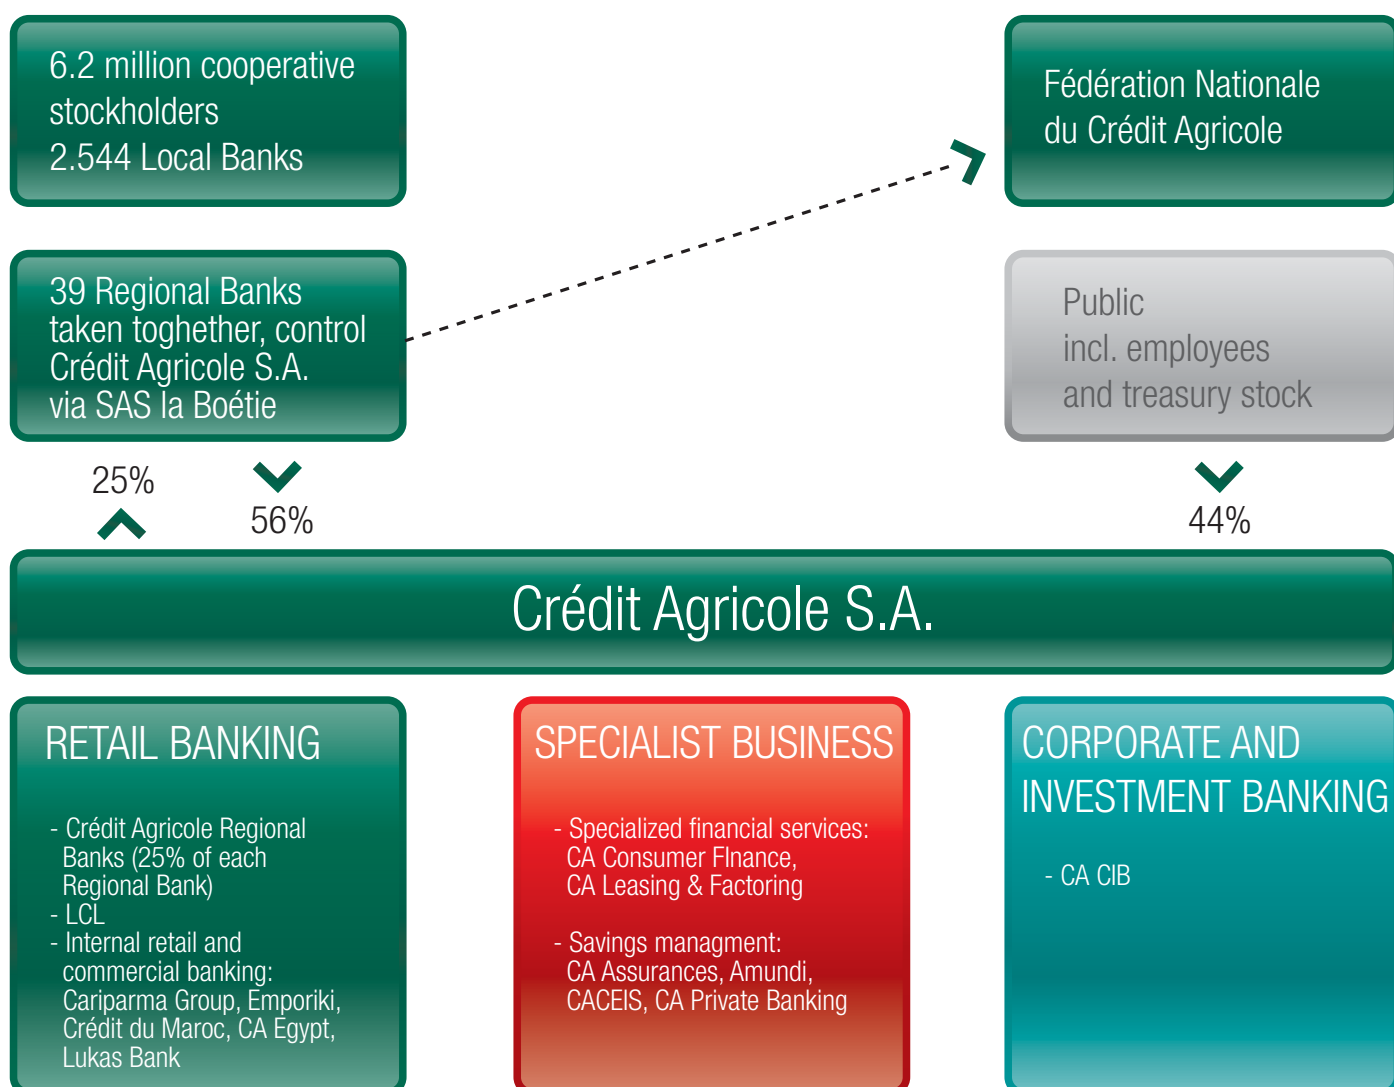 6.2 million cooperative
stockholders
2.544 Local Banks
Fédération Nationale
du Crédit Agricole
39 Regional Banks
taken toghether, control
Crédit Agricole S.A.
via SAS la Boétie
Public
incl. employees
and treasury stock
25%
56%
44%
Crédit Agricole S.A.
RETAIL BANKING
- Crédit Agricole Regional
Banks (25% of each
Regional Bank)
- LCL
- Internal retail and
commercial banking:
Cariparma Group, Emporiki,
Crédit du Maroc, CA Egypt,
Lukas Bank
SPECIALIST BUSINESS
- Specialized financial services:
CA Consumer FInance,
CA Leasing & Factoring
- Savings managment:
CA Assurances, Amundi,
CACEIS, CA Private Banking
CORPORATE AND
INVESTMENT BANKING
- CA CIB